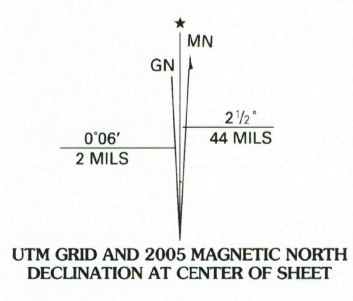 ★
MN
GN
2 1/2°
44 MILS
0°06′
2 MILS
UTM GRID AND 2005 MAGNETIC NORTH
DECLINATION AT CENTER OF SHEET